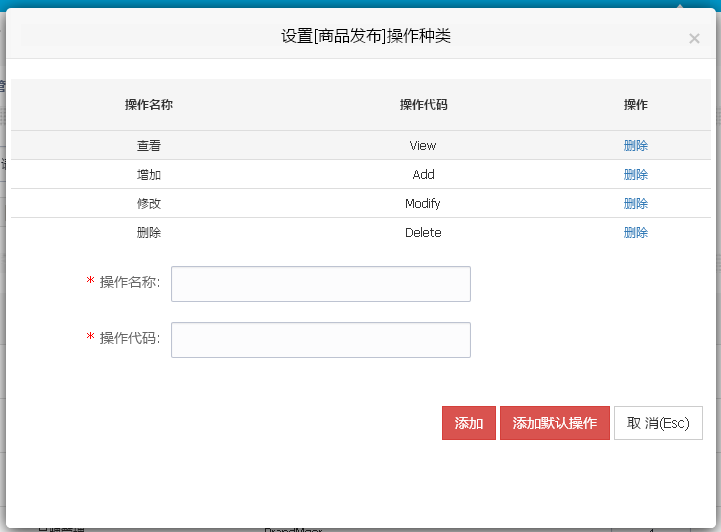 设置[商品发布]操作种类
×
操作名称 操作代码 操作
查看 View 删除
增加 Add 删除
修改 Modify 删除
删除 Delete 删除
* 操作名称:
* 操作代码:
添加 添加默认操作 取 消(Esc)